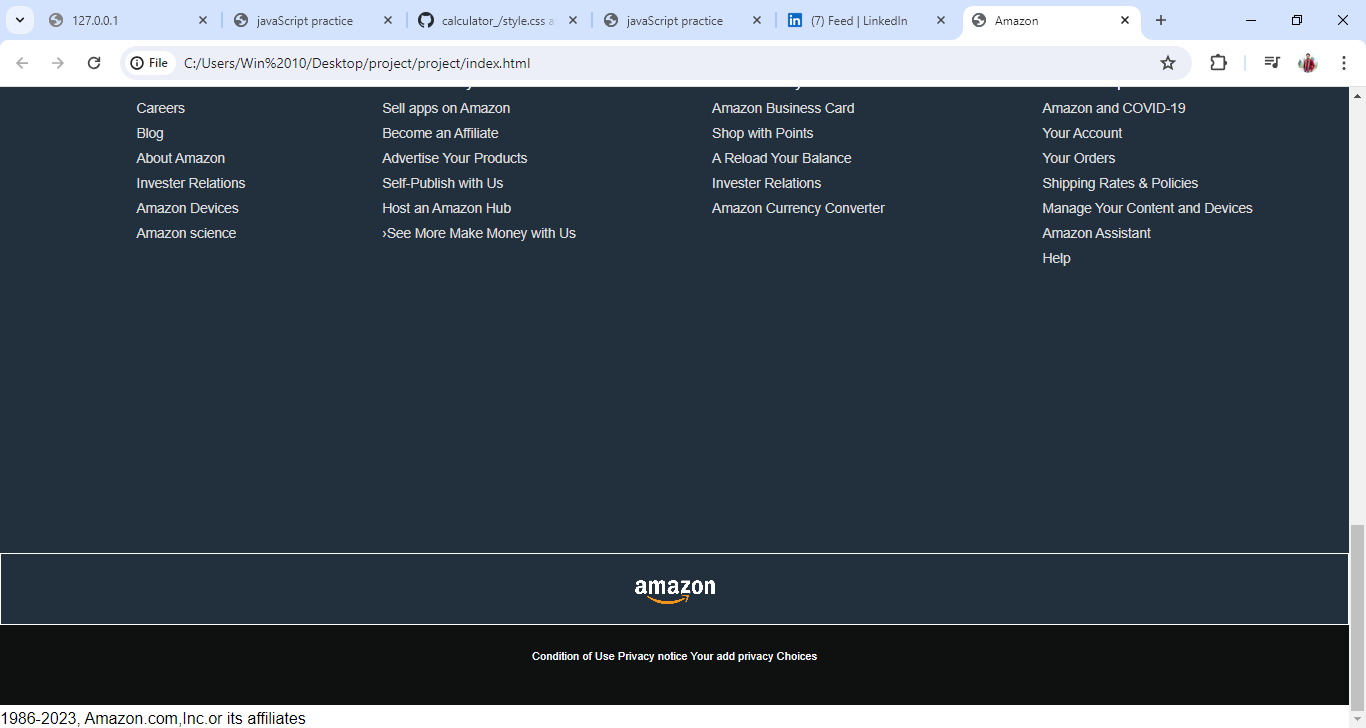 127.0.0.1
javaScript practice
calculator_/style.css a
javaScript practice
(7) Feed | LinkedIn
Amazon
File C:/Users/Win%2010/Desktop/project/project/index.html
Careers Sell apps on Amazon Amazon Business Card Amazon and COVID-19
Blog Become an Affiliate Shop with Points Your Account
About Amazon Advertise Your Products A Reload Your Balance Your Orders
Invester Relations Self-Publish with Us Invester Relations Shipping Rates & Policies
Amazon Devices Host an Amazon Hub Amazon Currency Converter Manage Your Content and Devices
Amazon science ›See More Make Money with Us Amazon Assistant
Help
amazon
Condition of Use Privacy notice Your add privacy Choices
1986-2023, Amazon.com,Inc.or its affiliates